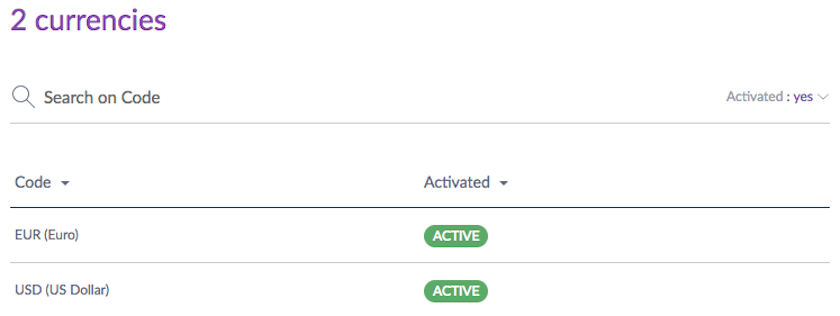 2 currencies
Search on Code
Activated : yes
Code
Activated
EUR (Euro)
ACTIVE
USD (US Dollar)
ACTIVE